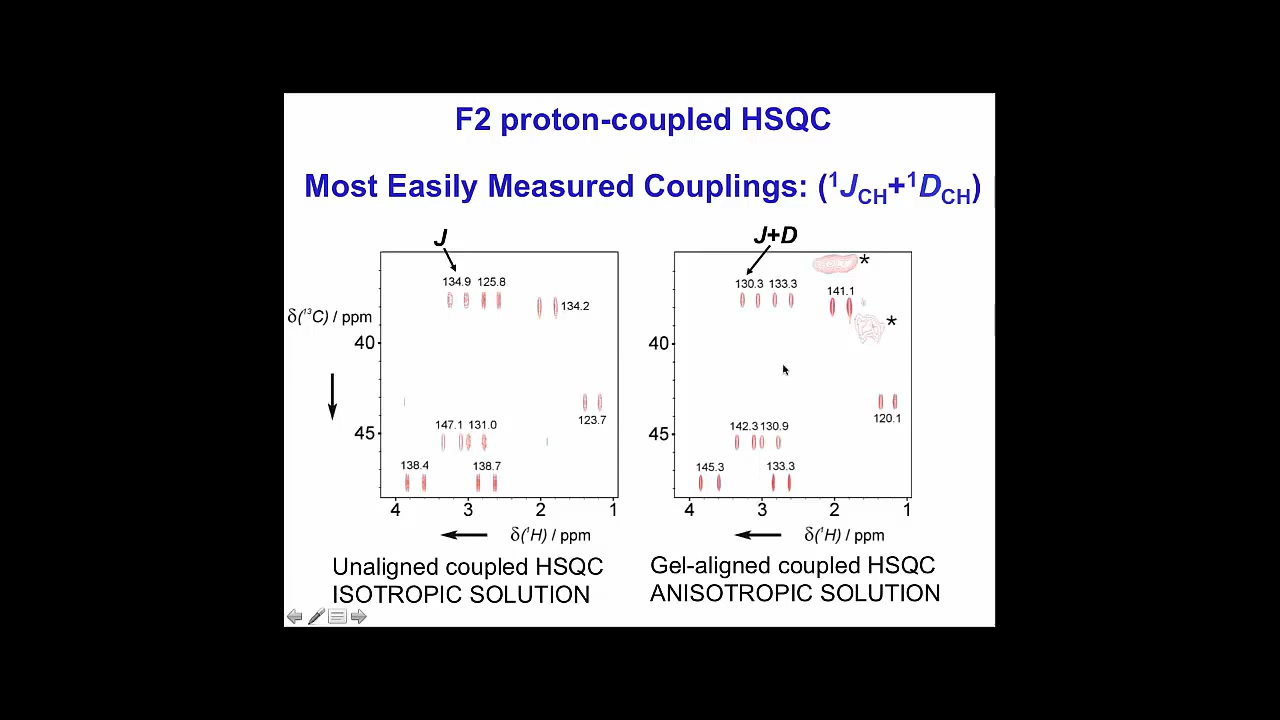 F2 proton-coupled HSQC
Most Easily Measured Couplings: (¹J_CH+¹D_CH)
J
J+D
134.9 125.8
134.2
130.3 133.3
141.1
*
*
δ(¹³C) / ppm
40
40
123.7
120.1
147.1 131.0
142.3 130.9
45
45
138.4
138.7
145.3
133.3
4 3 2 1
4 3 2 1
δ(¹H) / ppm
δ(¹H) / ppm
Unaligned coupled HSQC
ISOTROPIC SOLUTION
Gel-aligned coupled HSQC
ANISOTROPIC SOLUTION